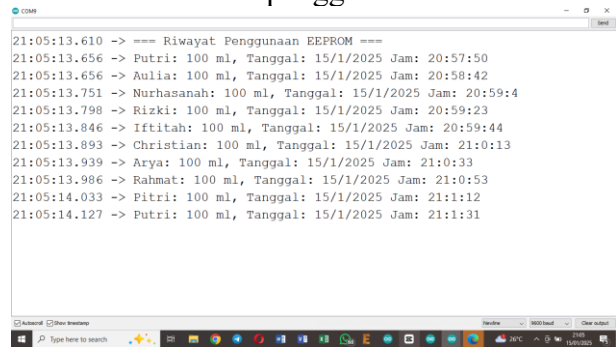 COM9
Send
21:05:13.610 -> === Riwayat Penggunaan EEPROM ===
21:05:13.656 -> Putri: 100 ml, Tanggal: 15/1/2025 Jam: 20:57:50
21:05:13.656 -> Aulia: 100 ml, Tanggal: 15/1/2025 Jam: 20:58:42
21:05:13.751 -> Nurhasanah: 100 ml, Tanggal: 15/1/2025 Jam: 20:59:4
21:05:13.798 -> Rizki: 100 ml, Tanggal: 15/1/2025 Jam: 20:59:23
21:05:13.846 -> Iftitah: 100 ml, Tanggal: 15/1/2025 Jam: 20:59:44
21:05:13.893 -> Christian: 100 ml, Tanggal: 15/1/2025 Jam: 21:0:13
21:05:13.939 -> Arya: 100 ml, Tanggal: 15/1/2025 Jam: 21:0:33
21:05:13.986 -> Rahmat: 100 ml, Tanggal: 15/1/2025 Jam: 21:0:53
21:05:14.033 -> Pitri: 100 ml, Tanggal: 15/1/2025 Jam: 21:1:12
21:05:14.127 -> Putri: 100 ml, Tanggal: 15/1/2025 Jam: 21:1:31
Autoscroll Show timestamp Newline 9600 baud Clear output
Type here to search 26°C 21:05
15/01/2025